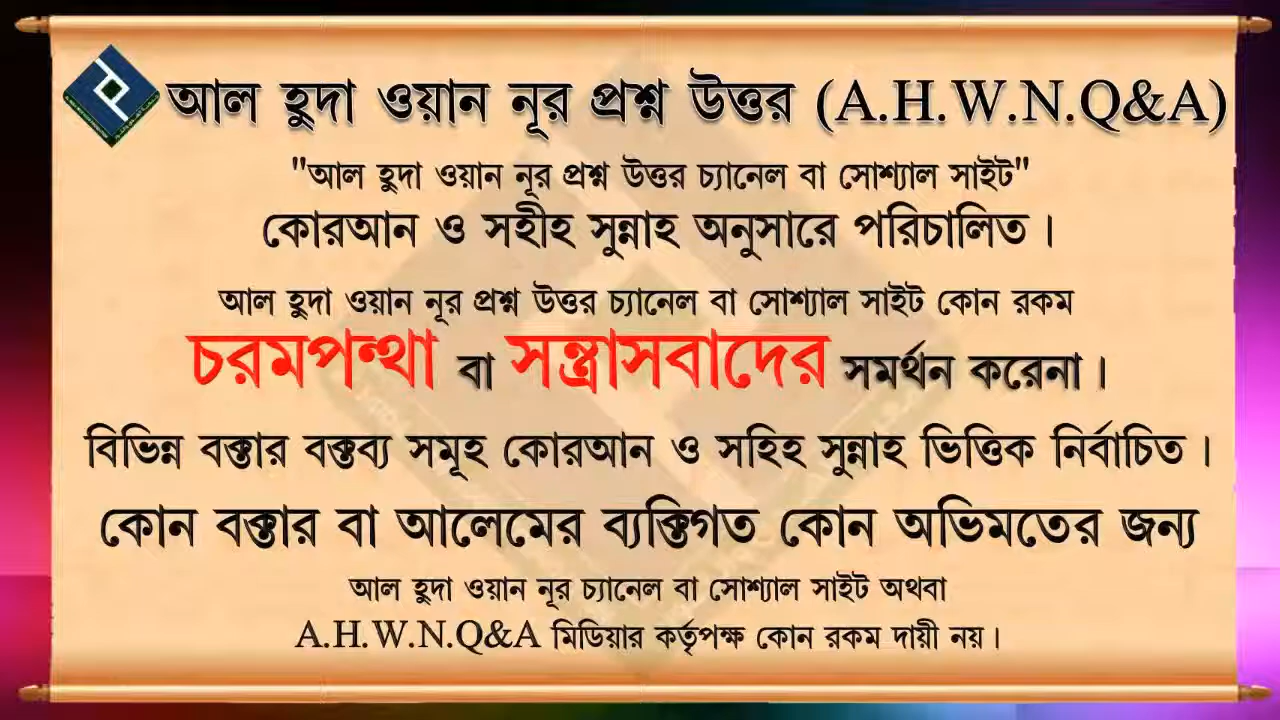 আল হুদা ওয়ান নূর প্রশ্ন উত্তর (A.H.W.N.Q&A)
"আল হুদা ওয়ান নূর প্রশ্ন উত্তর চ্যানেল বা সোশ্যাল সাইট"
কোরআন ও সহীহ সুন্নাহ অনুসারে পরিচালিত।
আল হুদা ওয়ান নূর প্রশ্ন উত্তর চ্যানেল বা সোশ্যাল সাইট কোন রকম
চরমপন্থা বা সন্ত্রাসবাদের সমর্থন করেনা।
বিভিন্ন বক্তার বক্তব্য সমূহ কোরআন ও সহিহ সুন্নাহ ভিত্তিক নির্বাচিত।
কোন বক্তার বা আলেমের ব্যক্তিগত কোন অভিমতের জন্য
আল হুদা ওয়ান নূর চ্যানেল বা সোশ্যাল সাইট অথবা
A.H.W.N.Q&A মিডিয়ার কর্তৃপক্ষ কোন রকম দায়ী নয়।